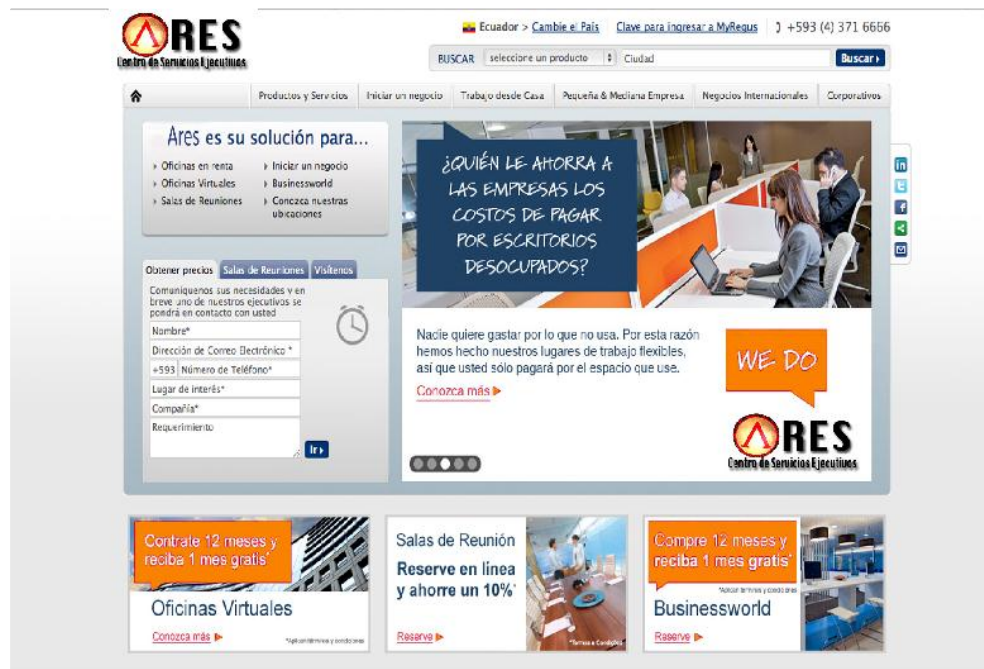 ARES
Centro de Servicios Ejecutivos
Ecuador > Cambie el País Clave para ingresar a MyRegus +593 (4) 371 6666
BUSCAR seleccione un producto Ciudad Buscar
Productos y Servicios Iniciar un negocio Trabajo desde Casa Pequeña & Mediana Empresa Negocios Internacionales Corporativos
Ares es su solución para...
Oficinas en renta
Oficinas Virtuales
Salas de Reuniones
Iniciar un negocio
Businessworld
Conozca nuestras
ubicaciones
¿QUIÉN LE AHORRA A
LAS EMPRESAS LOS
COSTOS DE PAGAR
POR ESCRITORIOS
DESOCUPADOS?
Obtener precios Salas de Reuniones Visítenos
Comuníquenos sus necesidades y en
breve uno de nuestros ejecutivos se
pondrá en contacto con usted
Nombre*
Dirección de Correo Electrónico *
+593 Número de Teléfono*
Lugar de interés*
Compañía*
Requerimiento
Ir
Nadie quiere gastar por lo que no usa. Por esta razón
hemos hecho nuestros lugares de trabajo flexibles,
así que usted sólo pagará por el espacio que use.
Conozca más
WE DO
ARES
Centro de Servicios Ejecutivos
Contrate 12 meses y
reciba 1 mes gratis*
Oficinas Virtuales
Conozca más
*Aplican términos y condiciones
Salas de Reunión
Reserve en línea
y ahorre un 10%*
Reserve
Compre 12 meses y
reciba 1 mes gratis*
*Aplican términos y condiciones
Businessworld
Reserve